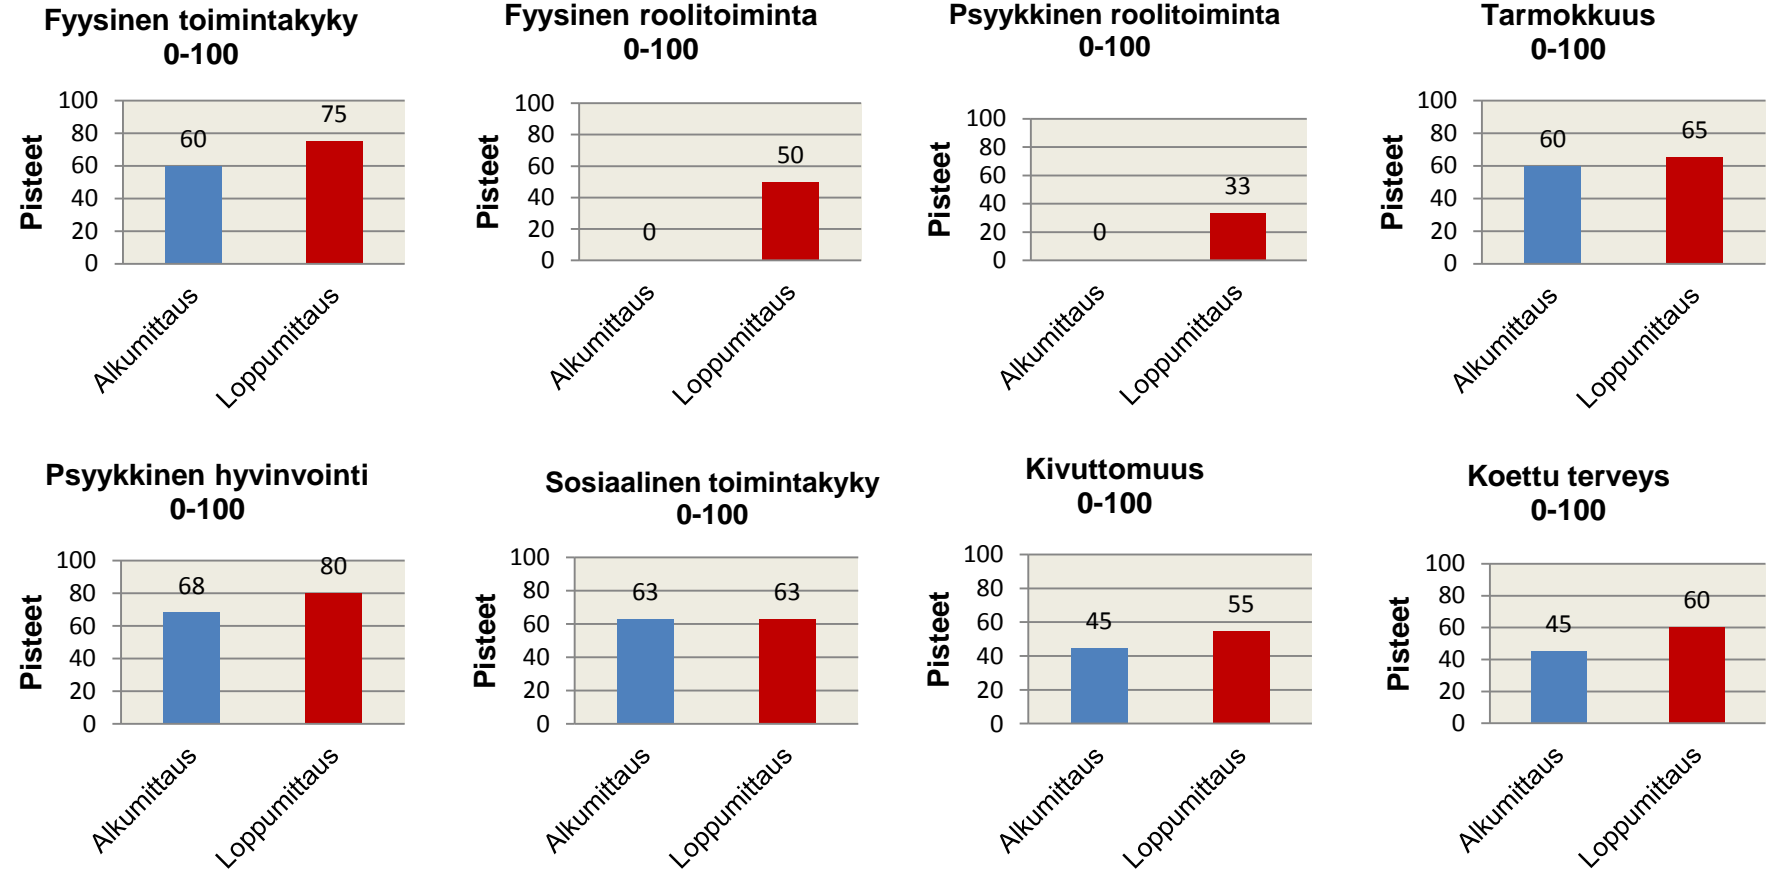 Fyysinen toimintakyky
0-100
Pisteet
100
80
60
40
20
0
60
75
Alkumittaus
Loppumittaus
Fyysinen roolitoiminta
0-100
Pisteet
100
80
60
40
20
0
0
50
Alkumittaus
Loppumittaus
Psyykkinen roolitoiminta
0-100
Pisteet
100
80
60
40
20
0
0
33
Alkumittaus
Loppumittaus
Tarmokkuus
0-100
Pisteet
100
80
60
40
20
0
60
65
Alkumittaus
Loppumittaus
Psyykkinen hyvinvointi
0-100
Pisteet
100
80
60
40
20
0
68
80
Alkumittaus
Loppumittaus
Sosiaalinen toimintakyky
0-100
Pisteet
100
80
60
40
20
0
63
63
Alkumittaus
Loppumittaus
Kivuttomuus
0-100
Pisteet
100
80
60
40
20
0
45
55
Alkumittaus
Loppumittaus
Koettu terveys
0-100
Pisteet
100
80
60
40
20
0
45
60
Alkumittaus
Loppumittaus